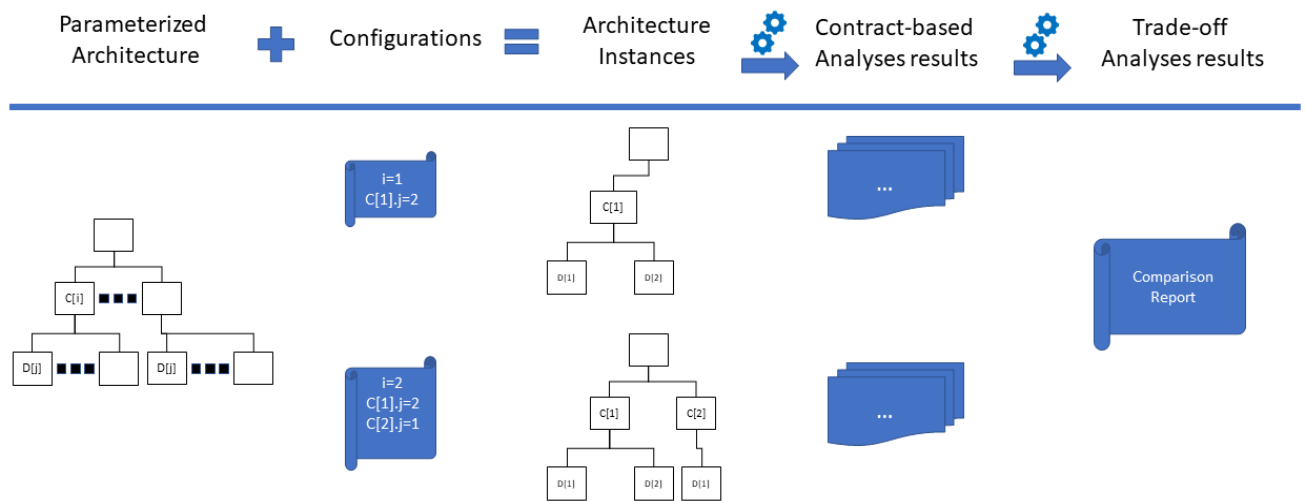 Parameterized
Architecture
Configurations
Architecture
Instances
Contract-based
Analyses results
Trade-off
Analyses results
C[i]
D[j]
D[j]
i=1
C[1].j=2
i=2
C[1].j=2
C[2].j=1
C[1]
D[1]
D[2]
C[1]
C[2]
D[1]
D[2]
D[1]
...
...
Comparison
Report